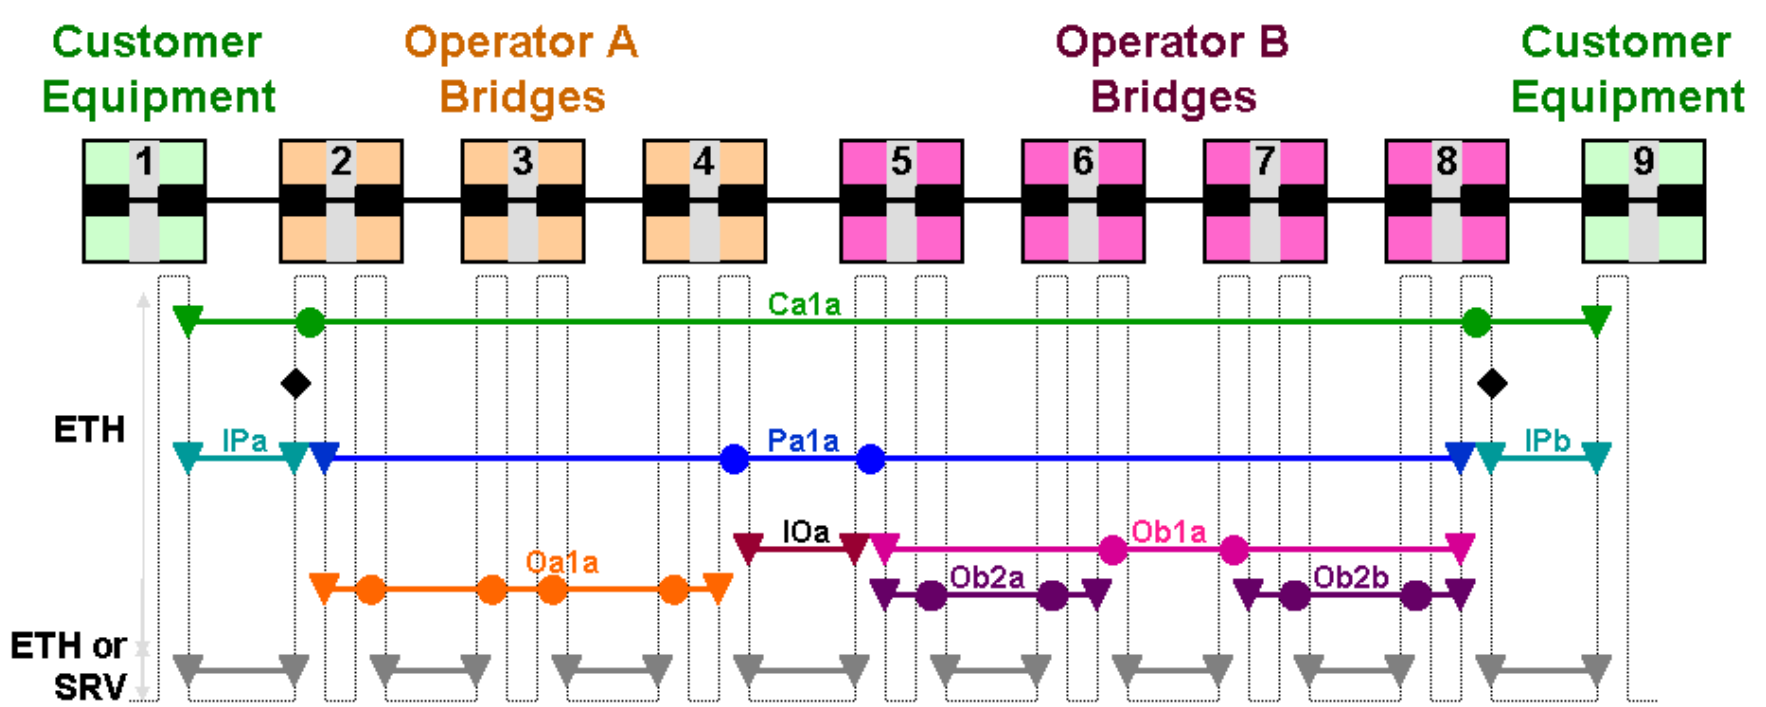 Customer Equipment
Operator A Bridges
Operator B Bridges
Customer Equipment
1 2 3 4 5 6 7 8 9
Ca1a
ETH
IPa Pa1a IPb
IOa Ob1a
Oa1a Ob2a Ob2b
ETH or
SRV